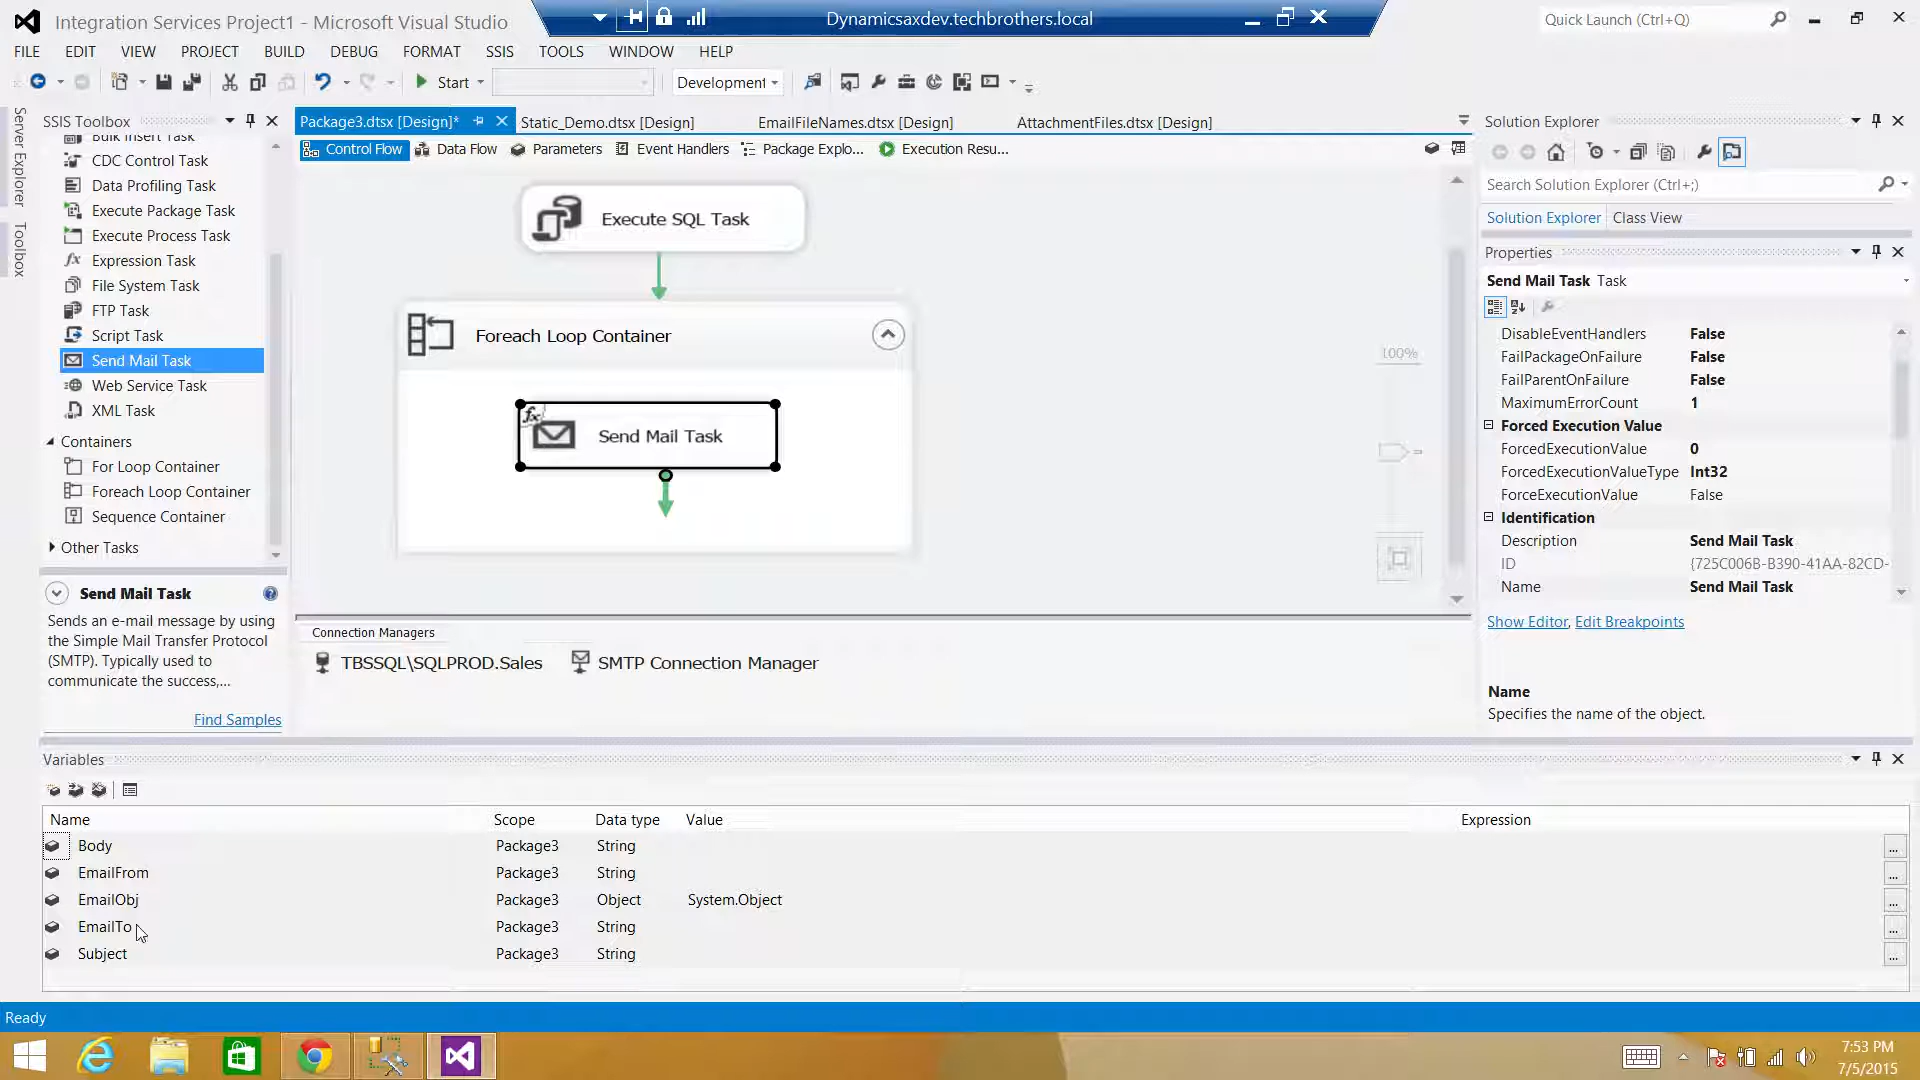 Integration Services Project1 - Microsoft Visual Studio
Dynamicsaxdev.techbrothers.local
Quick Launch (Ctrl+Q)
FILE EDIT VIEW PROJECT BUILD DEBUG FORMAT SSIS TOOLS WINDOW HELP
Start
Development
Server Explorer
Toolbox
SSIS Toolbox
Bulk Insert Task
CDC Control Task
Data Profiling Task
Execute Package Task
Execute Process Task
Expression Task
File System Task
FTP Task
Script Task
Send Mail Task
Web Service Task
XML Task
Containers
For Loop Container
Foreach Loop Container
Sequence Container
Other Tasks
Send Mail Task
Sends an e-mail message by using
the Simple Mail Transfer Protocol
(SMTP). Typically used to
communicate the success,...
Find Samples
Package3.dtsx [Design]* Static_Demo.dtsx [Design] EmailFileNames.dtsx [Design] AttachmentFiles.dtsx [Design]
Control Flow Data Flow Parameters Event Handlers Package Explo... Execution Resu...
Execute SQL Task
Foreach Loop Container
fx
Send Mail Task
100%
Connection Managers
TBSSQL\SQLPROD.Sales SMTP Connection Manager
Solution Explorer
Search Solution Explorer (Ctrl+;)
Solution Explorer Class View
Properties
Send Mail Task Task
DisableEventHandlers False
FailPackageOnFailure False
FailParentOnFailure False
MaximumErrorCount 1
Forced Execution Value
ForcedExecutionValue 0
ForcedExecutionValueType Int32
ForceExecutionValue False
Identification
Description Send Mail Task
ID {725C006B-B390-41AA-82CD-
Name Send Mail Task
Show Editor, Edit Breakpoints
Name
Specifies the name of the object.
Variables
Name Scope Data type Value Expression
Body Package3 String ...
EmailFrom Package3 String ...
EmailObj Package3 Object System.Object ...
EmailTo Package3 String ...
Subject Package3 String ...
Ready
7:53 PM
7/5/2015